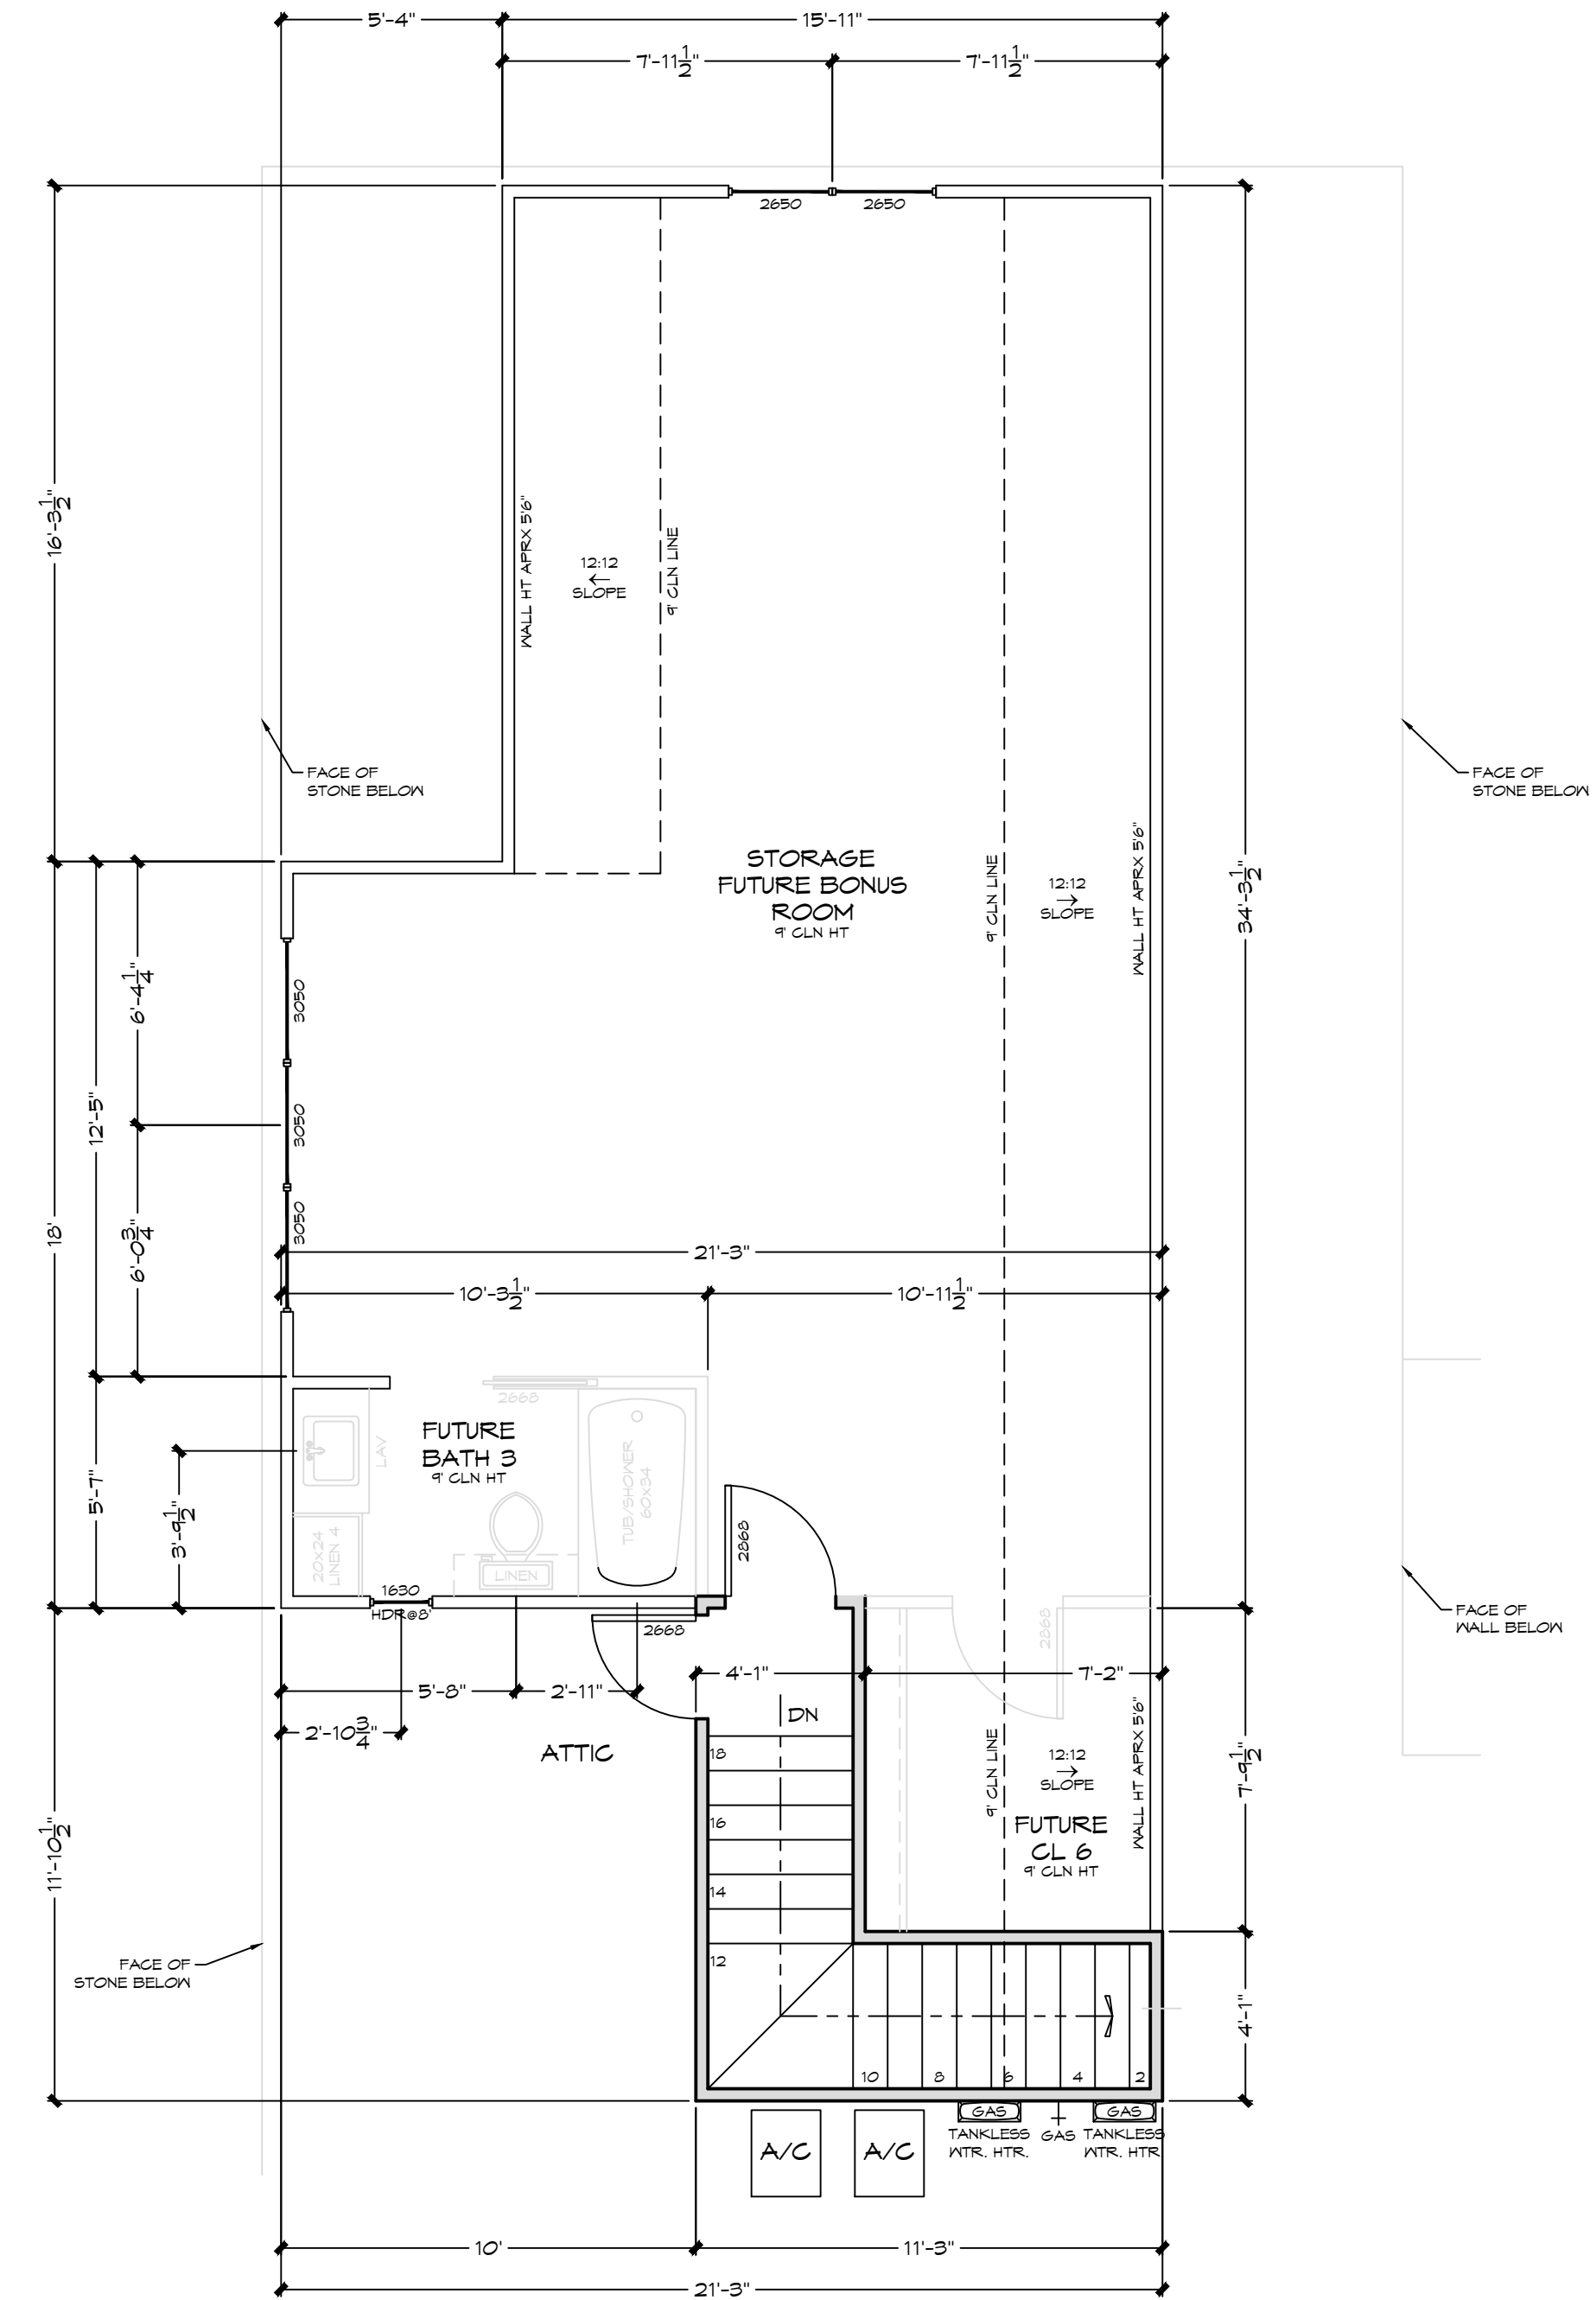 5'-4"
15'-11"
7'-11 1/2"
7'-11 1/2"
2650
2650
16'-3 1/2"
WALL HT APRX 5'6"
12:12
SLOPE
9' CLN LINE
FACE OF
STONE BELOW
FACE OF
STONE BELOW
STORAGE
FUTURE BONUS
ROOM
9' CLN HT
9' CLN LINE
12:12
SLOPE
WALL HT APRX 5'6"
34'-3 1/2"
3050
6'-4 1/4"
12'-5"
3050
18'
6'-0 3/4"
3050
21'-3"
10'-3 1/2"
10'-11 1/2"
2668
FUTURE
BATH 3
9' CLN HT
LAV
TUB/SHOWER
60x34
5'-7"
3'-9 1/2"
20x24
LINEN 4
LINEN
2868
1630
HDR@8'
2668
2868
FACE OF
WALL BELOW
4'-1"
7'-2"
5'-8"
2'-11"
2'-10 3/4"
DN
ATTIC
18
16
14
12
9' CLN LINE
12:12
SLOPE
WALL HT APRX 5'6"
7'-9 1/2"
FUTURE
CL 6
9' CLN HT
11'-10 1/2"
FACE OF
STONE BELOW
4'-1"
10
8
6
4
2
A/C
A/C
GAS
GAS
TANKLESS
WTR. HTR.
GAS
TANKLESS
WTR. HTR
10'
11'-3"
21'-3"